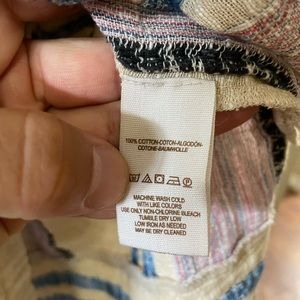 100% COTTON-COTON-ALGODÓN-
COTONE-BAUMWOLLE
MACHINE WASH COLD
WITH LIKE COLORS
USE ONLY NON-CHLORINE BLEACH
TUMBLE DRY LOW
LOW IRON AS NEEDED
MAY BE DRY CLEANED